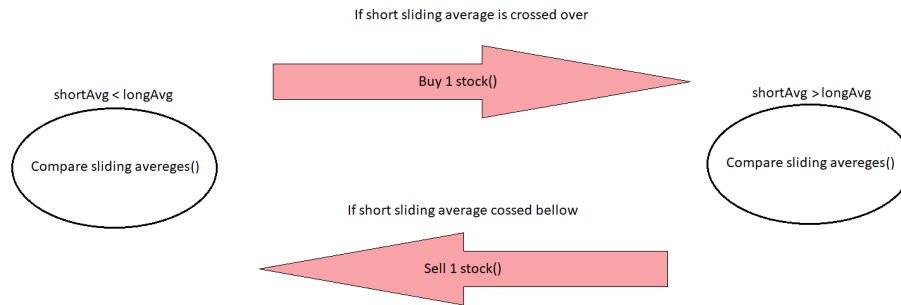 If short sliding average is crossed over
Buy 1 stock()
shortAvg < longAvg
shortAvg > longAvg
Compare sliding avereges()
Compare sliding avereges()
If short sliding average cossed bellow
Sell 1 stock()